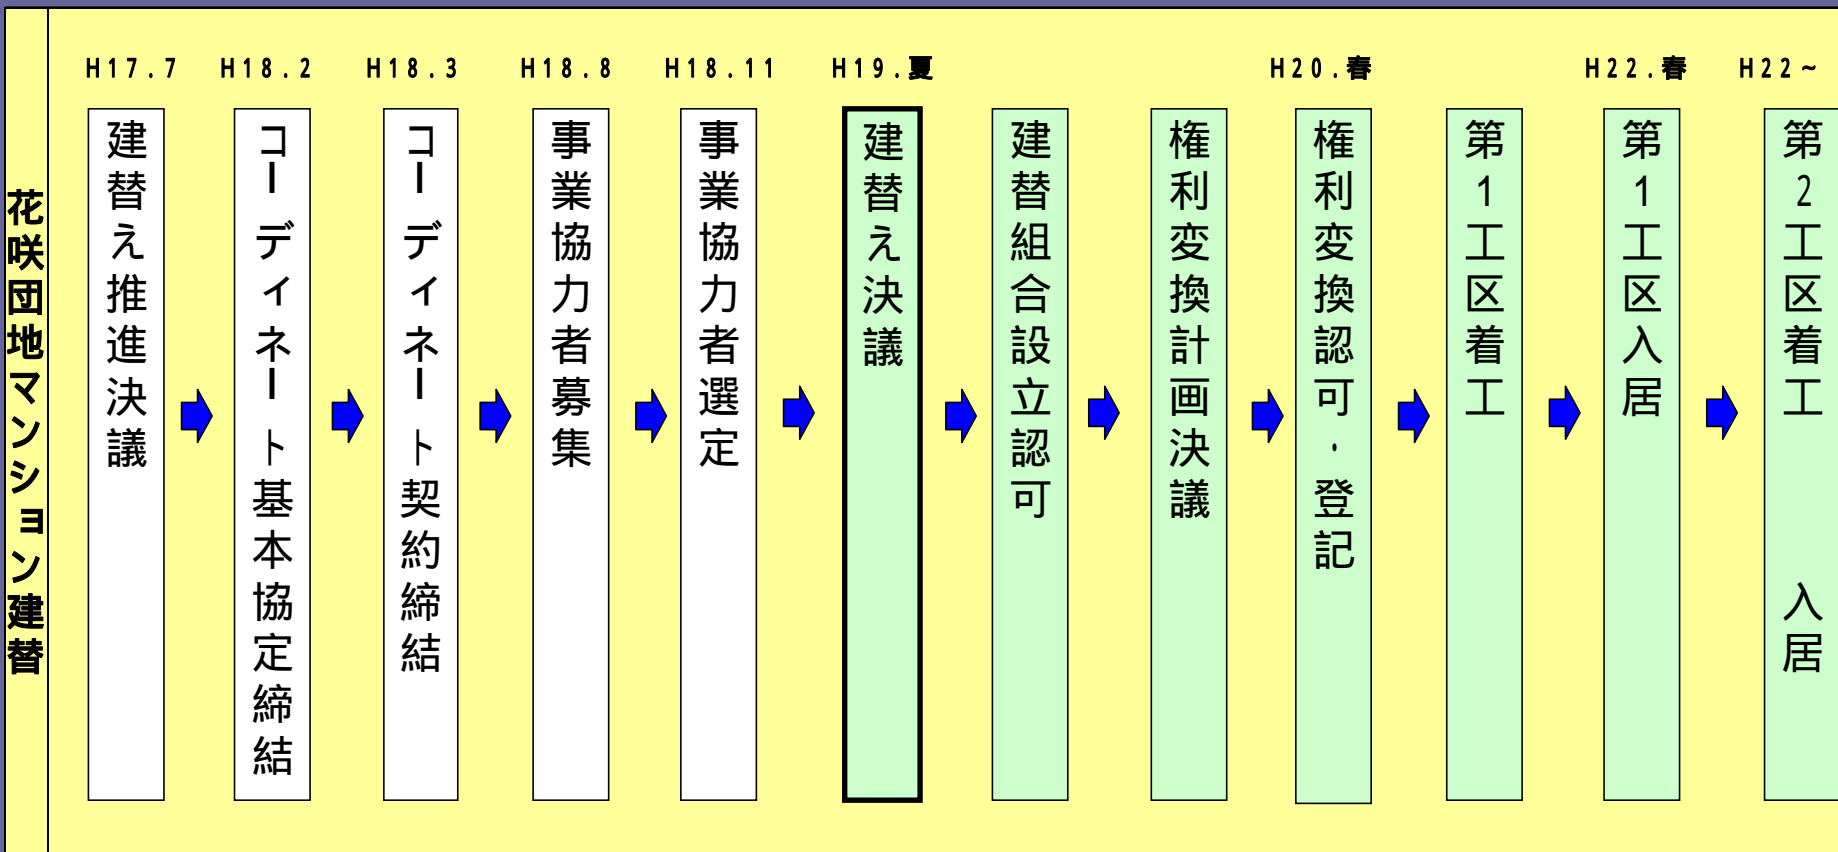 花咲団地マンション建替
H17.7
建替え推進決議
H18.2
コーディネート基本協定締結
H18.3
コーディネート契約締結
H18.8
事業協力者募集
H18.11
事業協力者選定
H19.夏
建替え決議
建替組合設立認可
権利変換計画決議
H20.春
権利変換認可・登記
第1工区着工
H22.春
第1工区入居
H22~
第2工区着工　入居